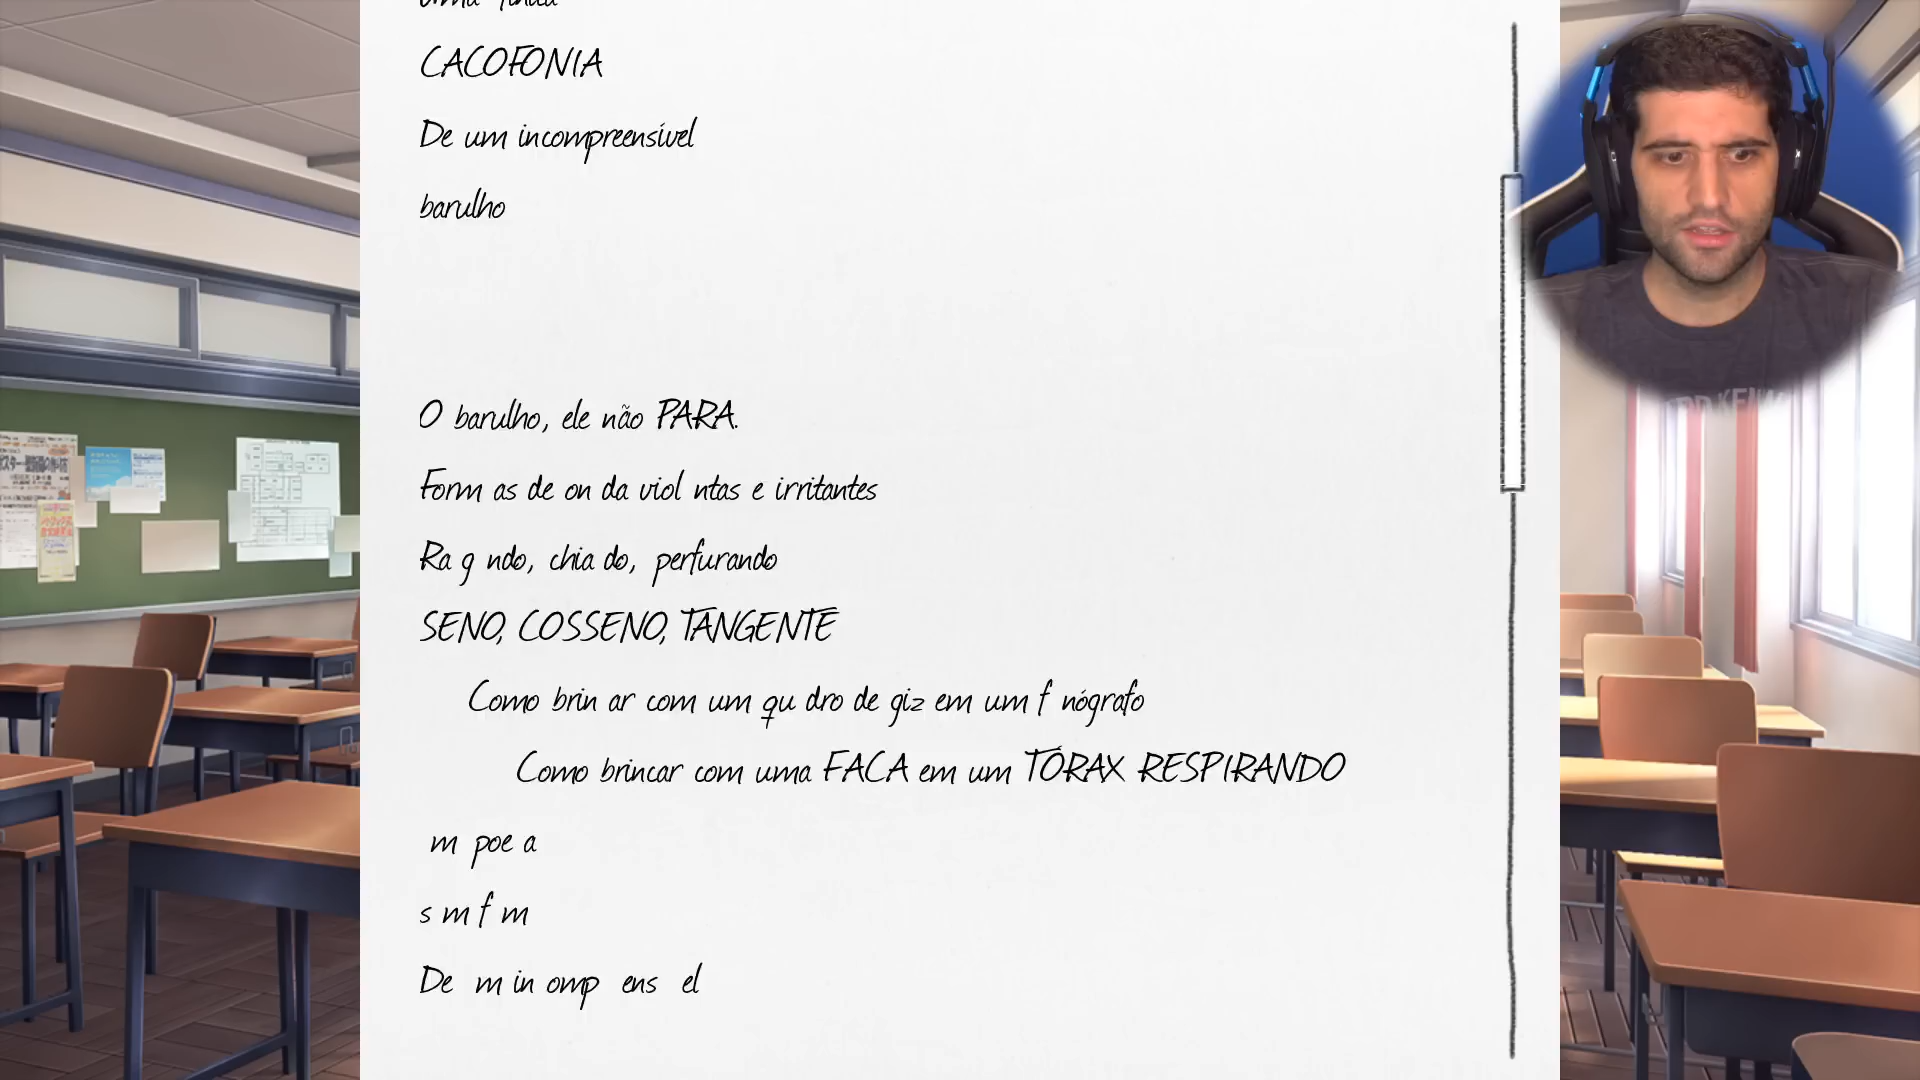 CACOFONIA
De um incompreensível
barulho
O barulho, ele não PARA.
Form as de on da viol ntas e irritantes
Ra g ndo, chia do, perfurando
SENO, COSSENO, TANGENTE
Como brin ar com um qu dro de giz em um f nógrafo
Como brincar com uma FACA em um TÓRAX RESPIRANDO
m poe a
s m f m
De m in omp ens el